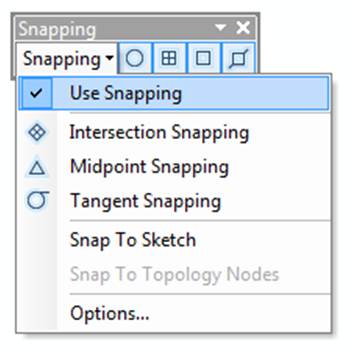 Snapping
Snapping
Use Snapping
Intersection Snapping
Midpoint Snapping
Tangent Snapping
Snap To Sketch
Snap To Topology Nodes
Options...